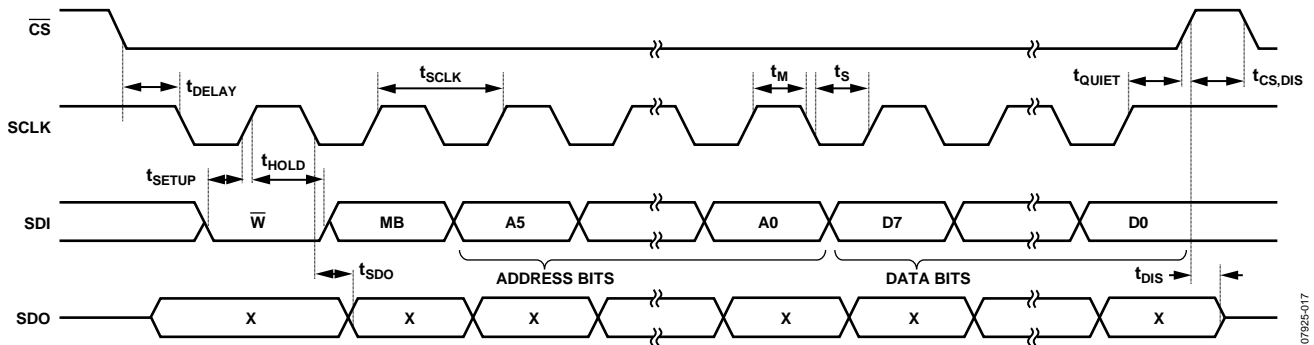 CS
tDELAY
tSCLK
tM
tS
tQUIET
tCS,DIS
SCLK
tSETUP
tHOLD
SDI
W
MB
A5
A0
D7
D0
tSDO
ADDRESS BITS
DATA BITS
tDIS
SDO
X
X
X
X
X
X
07925-017